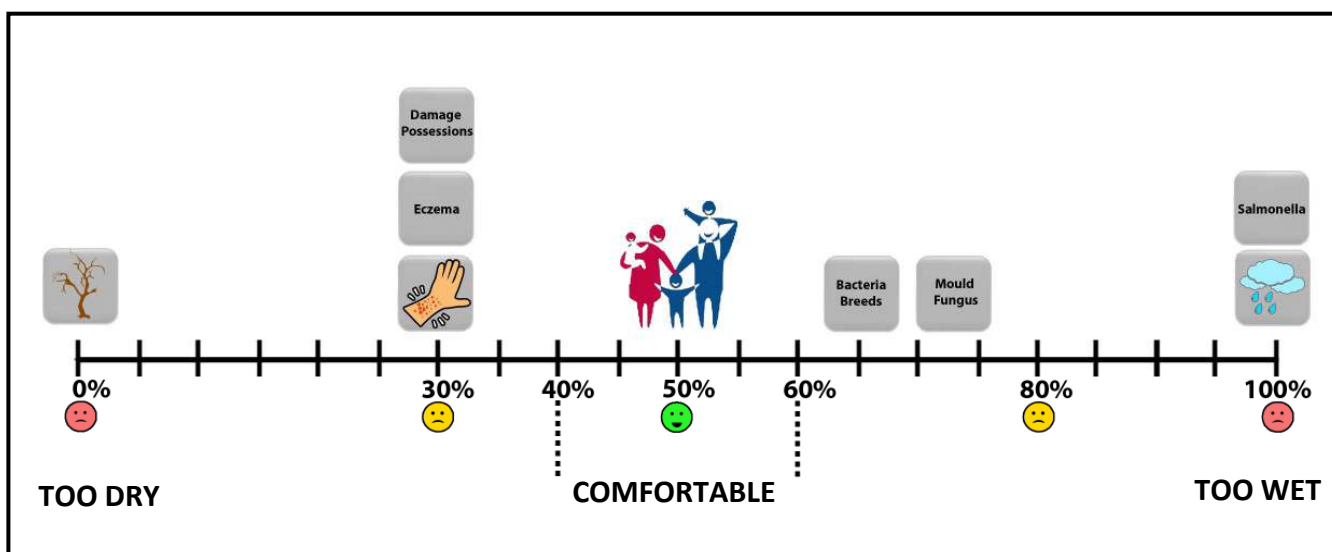 Damage
Possessions
Eczema
Salmonella
Bacteria
Breeds
Mould
Fungus
0% 30% 40% 50% 60% 80% 100%
TOO DRY COMFORTABLE TOO WET